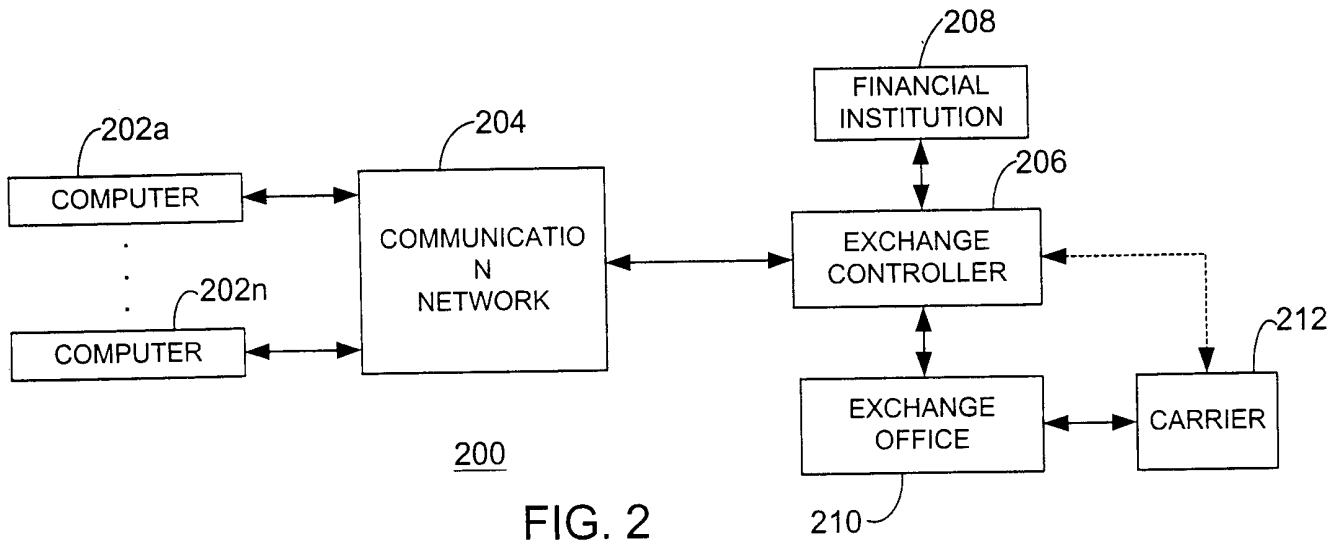 208
FINANCIAL
INSTITUTION
202a
204
206
COMPUTER
COMMUNICATIO
N
NETWORK
EXCHANGE
CONTROLLER
202n
COMPUTER
212
EXCHANGE
OFFICE
CARRIER
200
210
FIG. 2